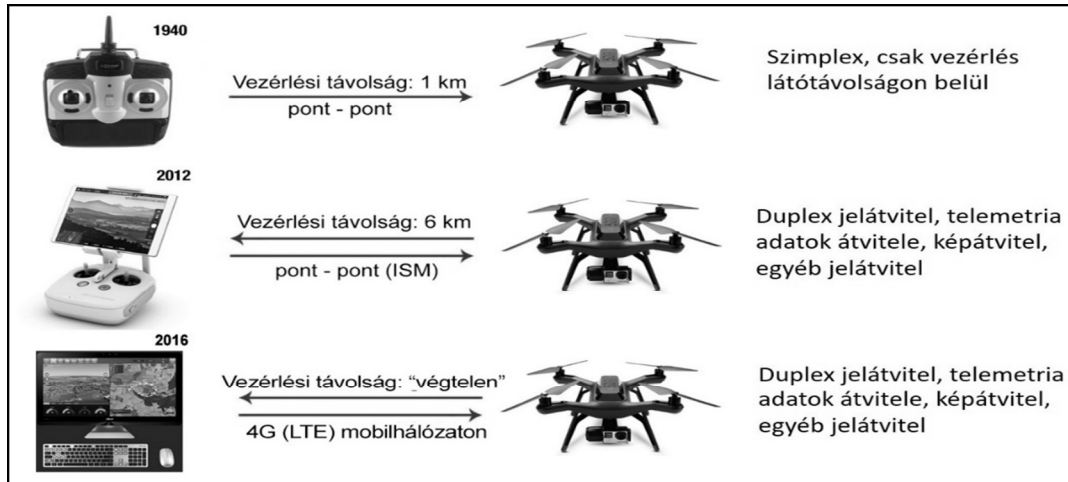 1940
Vezérlési távolság: 1 km
pont - pont
Szimplex, csak vezérlés
látótávolságon belül
2012
Vezérlési távolság: 6 km
pont - pont (ISM)
Duplex jelátvitel, telemetria
adatok átvitele, képátvitel,
egyéb jelátvitel
2016
Vezérlési távolság: “végtelen”
4G (LTE) mobilhálózaton
Duplex jelátvitel, telemetria
adatok átvitele, képátvitel,
egyéb jelátvitel